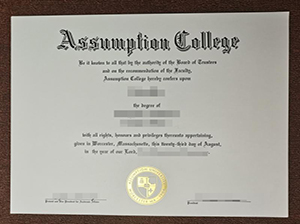 Assumption College
Be it known to all that by the authority of the Board of Trustees
and on the recommendation of the Faculty,
Assumption College hereby confers upon
the degree of
with all rights, honours and privileges thereunto appertaining,
given in Worcester, Massachusetts, this twenty-third day of August,
in the year of our Lord,
President